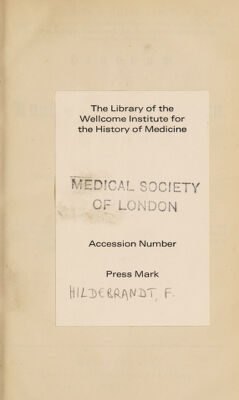 The Library of the
Wellcome Institute for
the History of Medicine
MEDICAL SOCIETY
OF LONDON
Accession Number
Press Mark
HILDEBRANDT, F.